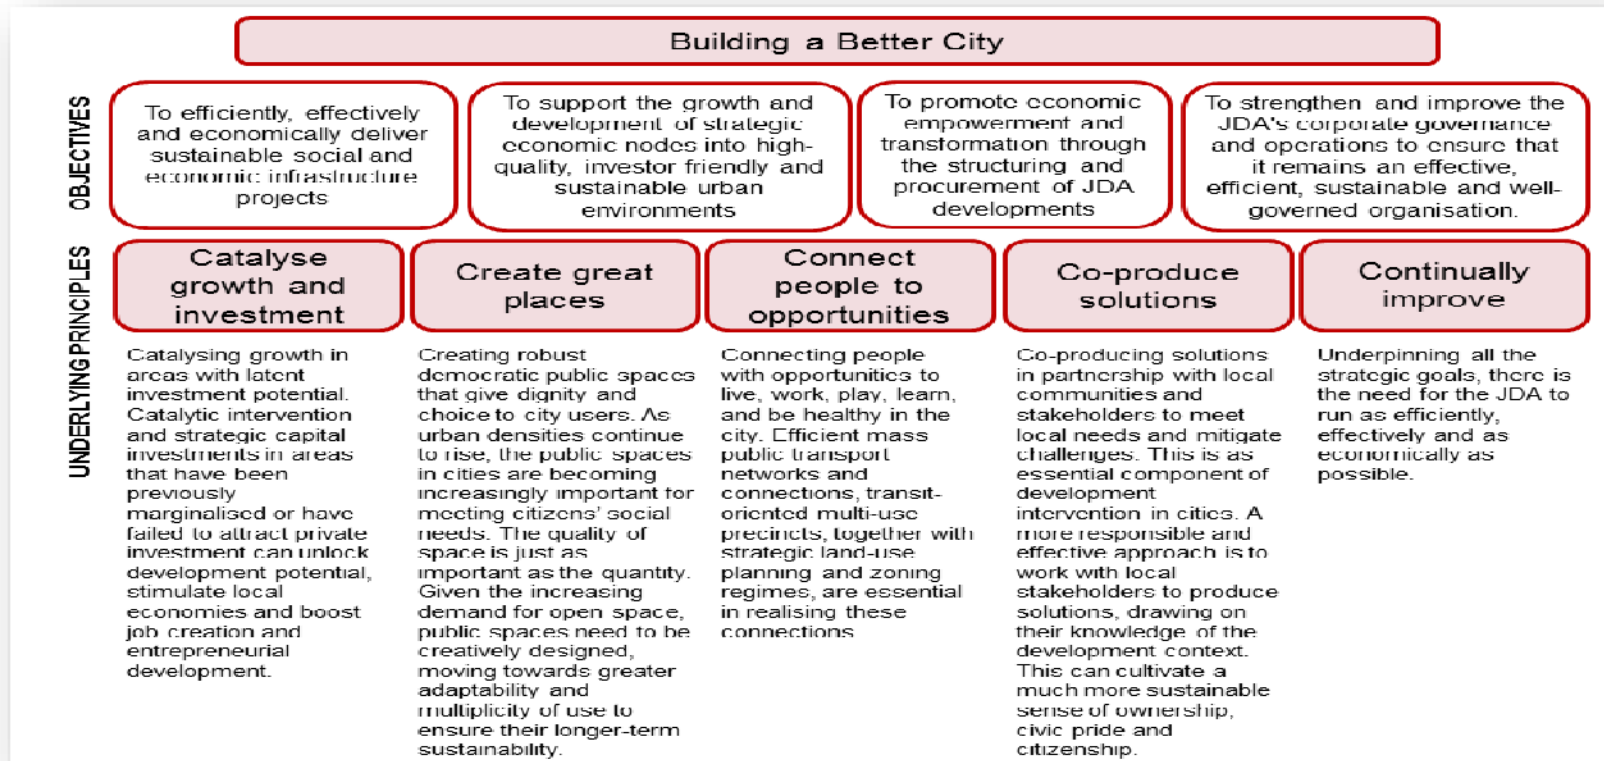 Building a Better City
OBJECTIVES
To efficiently, effectively
and economically deliver
sustainable social and
economic infrastructure
projects
To support the growth and
development of strategic
economic nodes into high-
quality, investor friendly and
sustainable urban
environments
To promote economic
empowerment and
transformation through
the structuring and
procurement of JDA
developments
To strengthen and improve the
JDA's corporate governance
and operations to ensure that
it remains an effective,
efficient, sustainable and well-
governed organisation.
UNDERLYING PRINCIPLES
Catalyse
growth and
investment
Create great
places
Connect
people to
opportunities
Co-produce
solutions
Continually
improve
Catalysing growth in
areas with latent
investment potential.
Catalytic intervention
and strategic capital
investments in areas
that have been
previously
marginalised or have
failed to attract private
investment can unlock
development potential,
stimulate local
economies and boost
job creation and
entrepreneurial
development.
Creating robust
democratic public spaces
that give dignity and
choice to city users. As
urban densities continue
to rise, the public spaces
in cities are becoming
increasingly important for
meeting citizens' social
needs. The quality of
space is just as
important as the quantity.
Given the increasing
demand for open space,
public spaces need to be
creatively designed,
moving towards greater
adaptability and
multiplicity of use to
ensure their longer-term
sustainability.
Connecting people
with opportunities to
live, work, play, learn,
and be healthy in the
city. Efficient mass
public transport
networks and
connections, transit-
oriented multi-use
precincts, together with
strategic land-use
planning and zoning
regimes, are essential
in realising these
connections
Co-producing solutions
in partnership with local
communities and
stakeholders to meet
local needs and mitigate
challenges. This is as
essential component of
development
intervention in cities. A
more responsible and
effective approach is to
work with local
stakeholders to produce
solutions, drawing on
their knowledge of the
development context.
This can cultivate a
much more sustainable
sense of ownership,
civic pride and
citizenship.
Underpinning all the
strategic goals, there is
the need for the JDA to
run as efficiently,
effectively and as
economically as
possible.